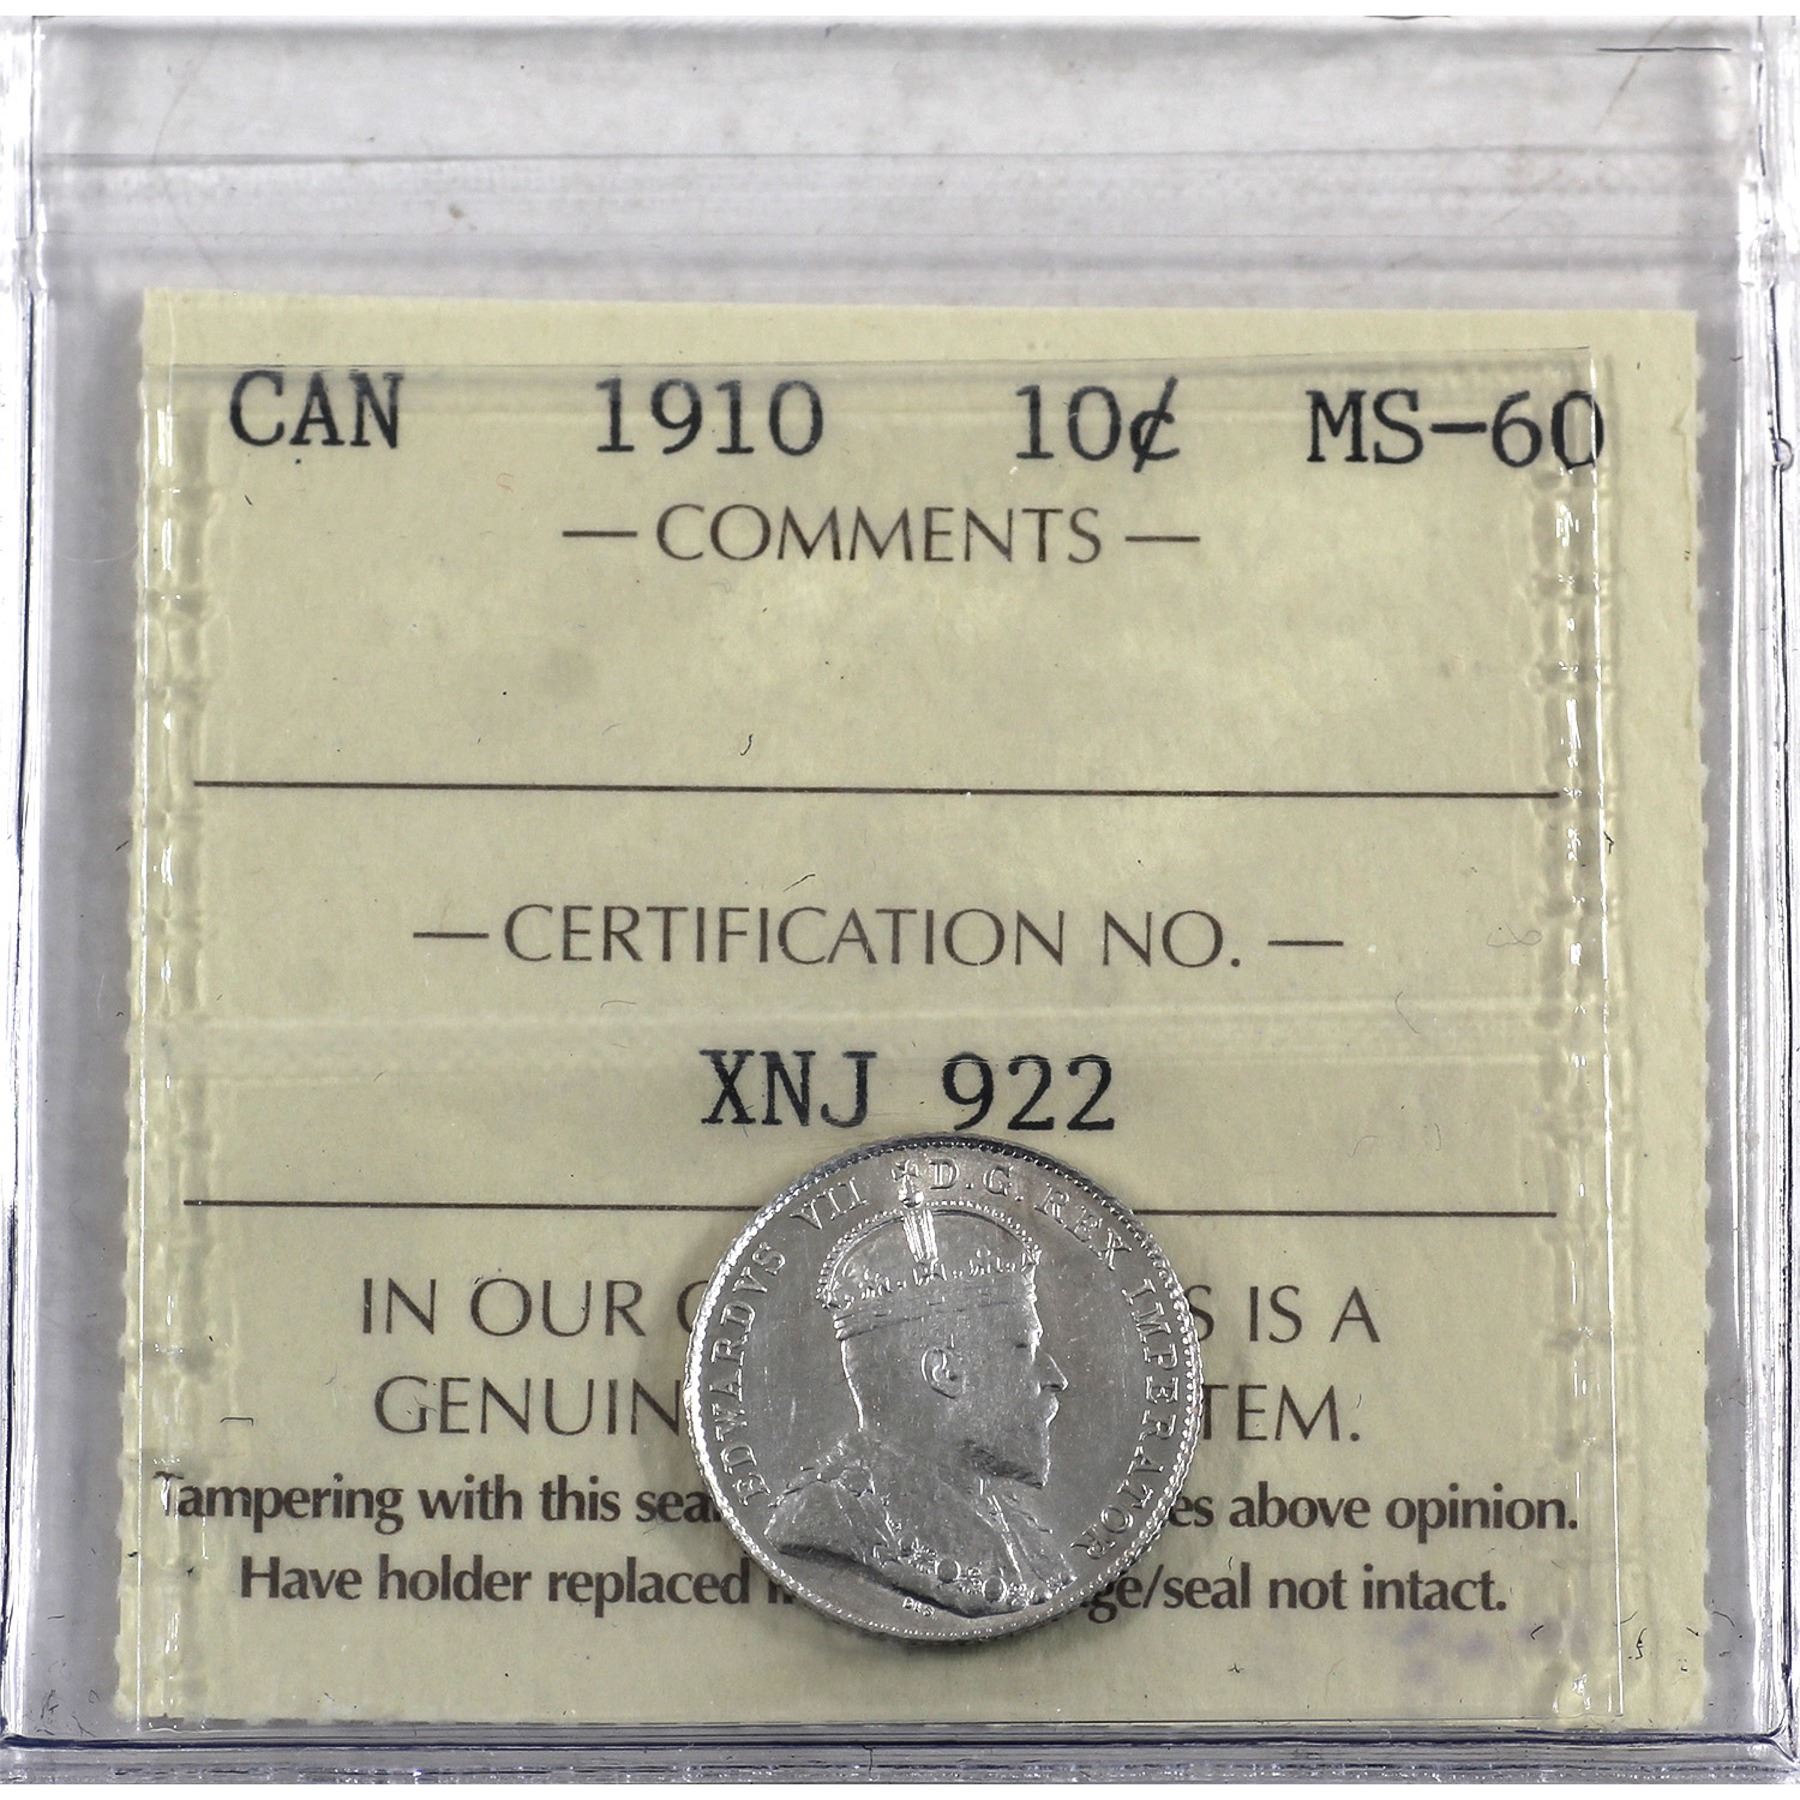 CAN 1910 10¢ MS-60
— COMMENTS —
— CERTIFICATION NO. —
XNJ 922
EDWARDVS VII D.G. REX IMPERATOR
DES
IN OUR S IS A
GENUIN TEM.
Tampering with this sea es above opinion.
Have holder replaced ge/seal not intact.